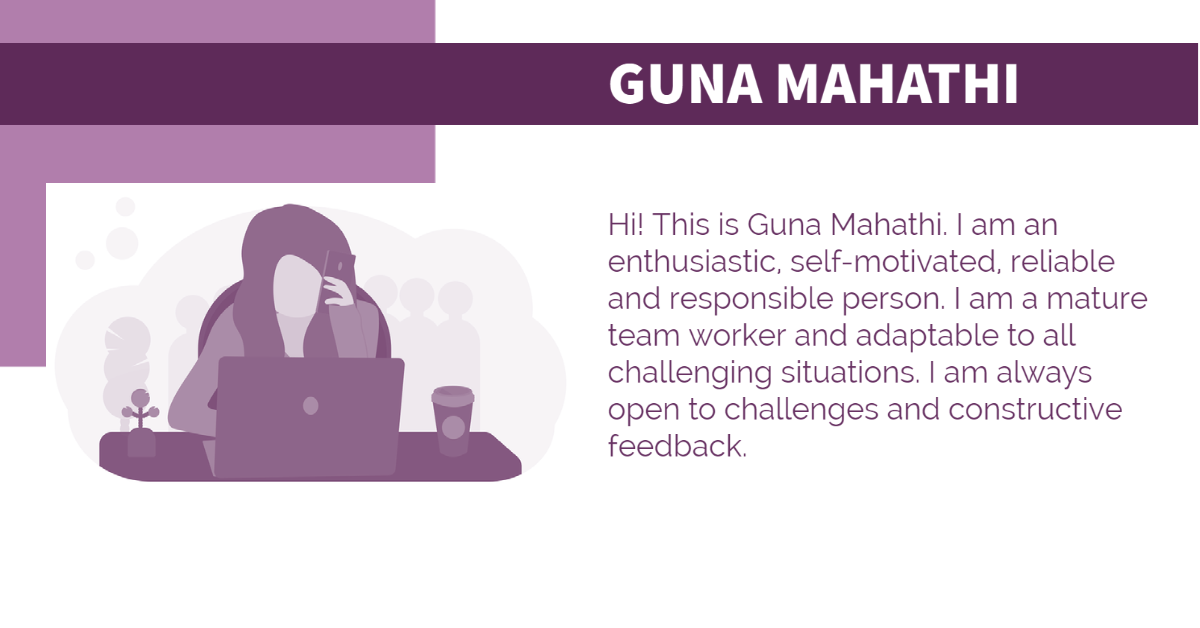 GUNA MAHATHI
Hi! This is Guna Mahathi. I am an
enthusiastic, self-motivated, reliable
and responsible person. I am a mature
team worker and adaptable to all
challenging situations. I am always
open to challenges and constructive
feedback.